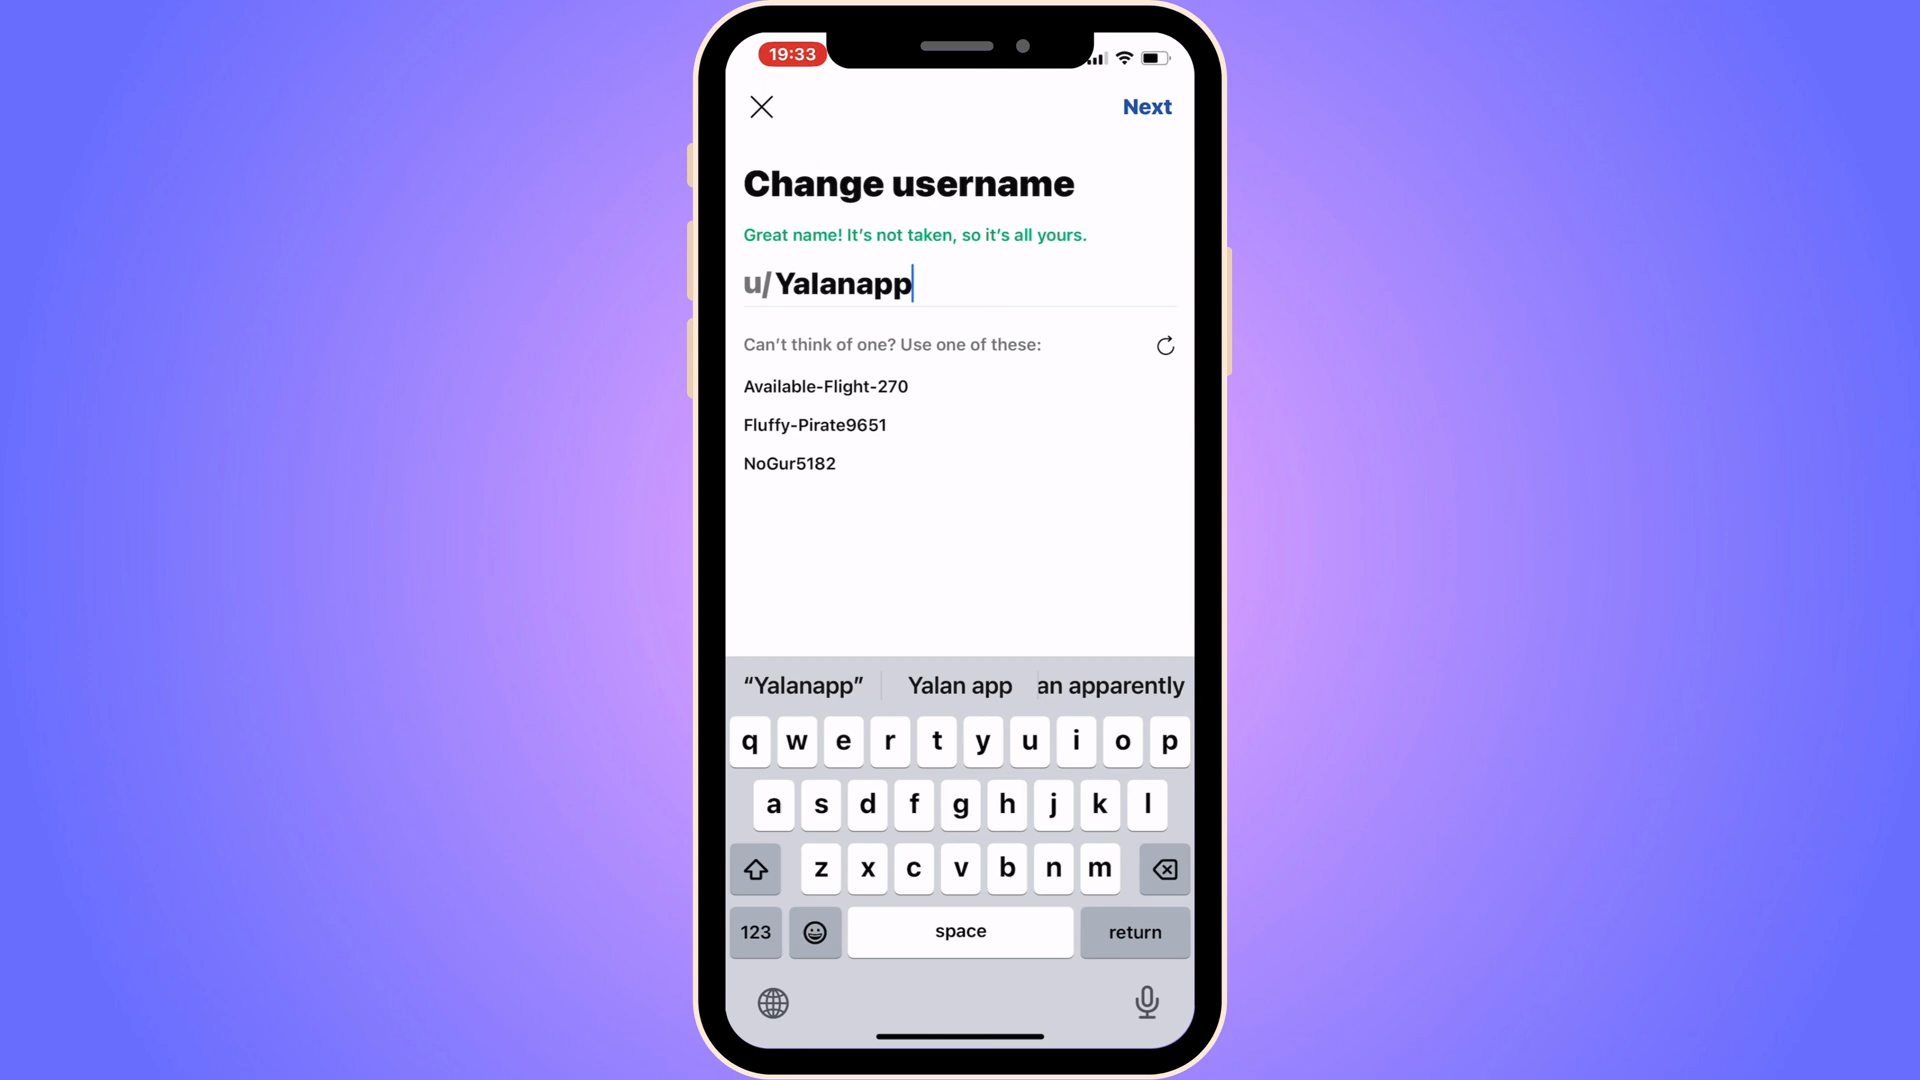 19:33
Next
Change username
Great name! It’s not taken, so it’s all yours.
u/Yalanapp
Can’t think of one? Use one of these:
Available-Flight-270
Fluffy-Pirate9651
NoGur5182
“Yalanapp” Yalan app an apparently
q w e r t y u i o p
a s d f g h j k l
z x c v b n m
123 space return